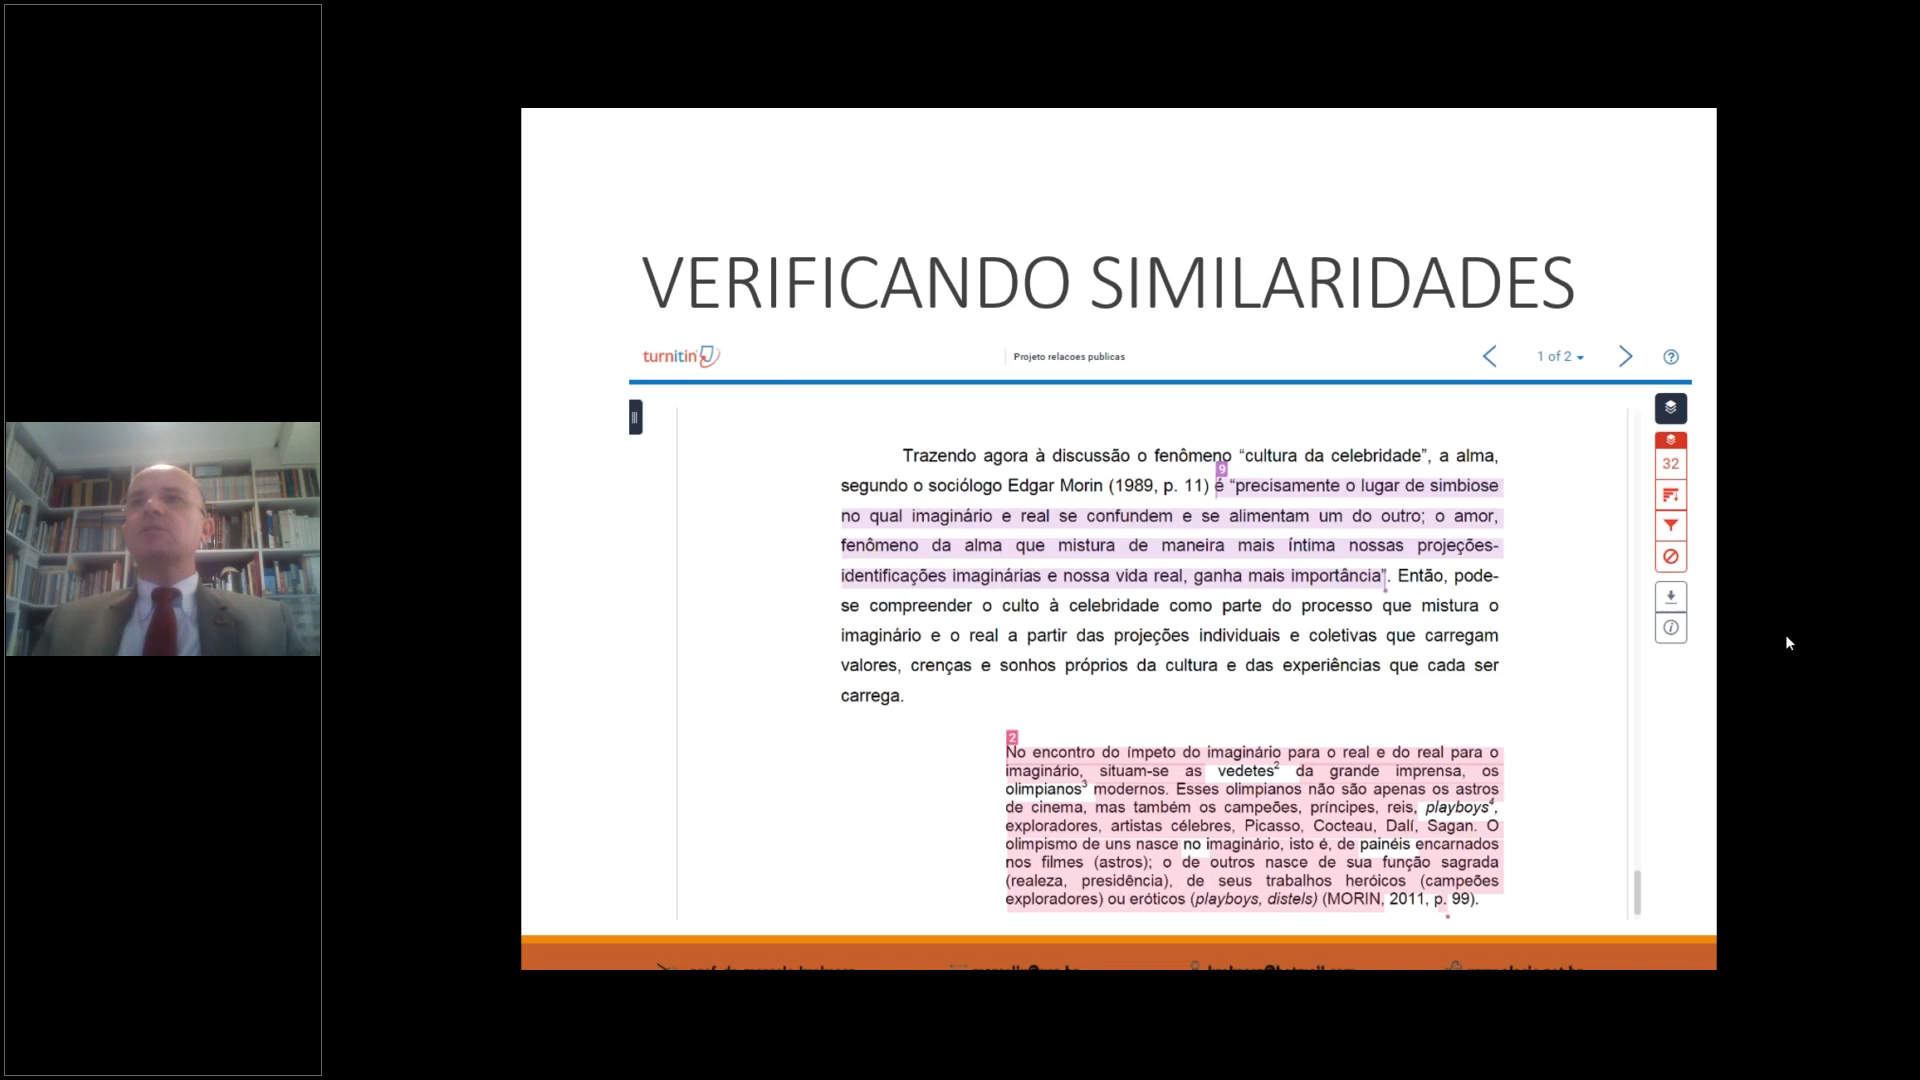 VERIFICANDO SIMILARIDADES
turnitin
Projeto relacoes publicas
1 of 2
?
Trazendo agora à discussão o fenômeno “cultura da celebridade”, a alma,
9
segundo o sociólogo Edgar Morin (1989, p. 11) é “precisamente o lugar de simbiose
no qual imaginário e real se confundem e se alimentam um do outro; o amor,
fenômeno da alma que mistura de maneira mais íntima nossas projeções-
identificações imaginárias e nossa vida real, ganha mais importância”. Então, pode-
se compreender o culto à celebridade como parte do processo que mistura o
imaginário e o real a partir das projeções individuais e coletivas que carregam
valores, crenças e sonhos próprios da cultura e das experiências que cada ser
carrega.
2
No encontro do ímpeto do imaginário para o real e do real para o
imaginário, situam-se as vedetes² da grande imprensa, os
olimpianos³ modernos. Esses olimpianos não são apenas os astros
de cinema, mas também os campeões, príncipes, reis, playboys⁴,
exploradores, artistas célebres, Picasso, Cocteau, Dalí, Sagan. O
olimpismo de uns nasce no imaginário, isto é, de painéis encarnados
nos filmes (astros); o de outros nasce de sua função sagrada
(realeza, presidência), de seus trabalhos heróicos (campeões
exploradores) ou eróticos (playboys, distels) (MORIN, 2011, p. 99).
32